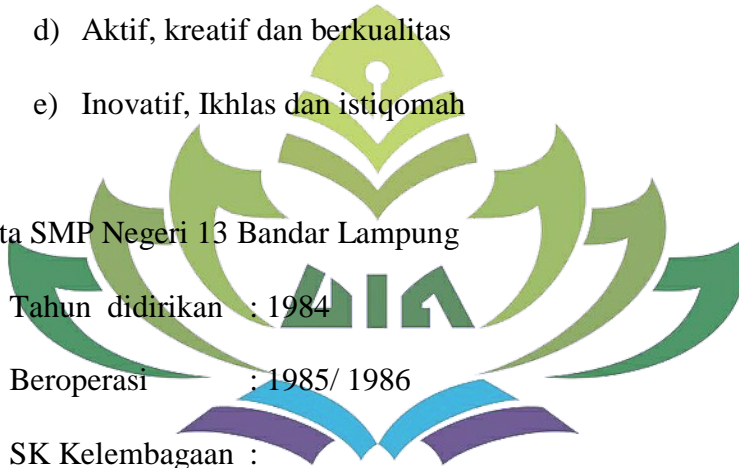 d) Aktif, kreatif dan berkualitas
e) Inovatif, Ikhlas dan istiqomah
ta SMP Negeri 13 Bandar Lampung
Tahun didirikan : 1984
Beroperasi : 1985/ 1986
SK Kelembagaan :